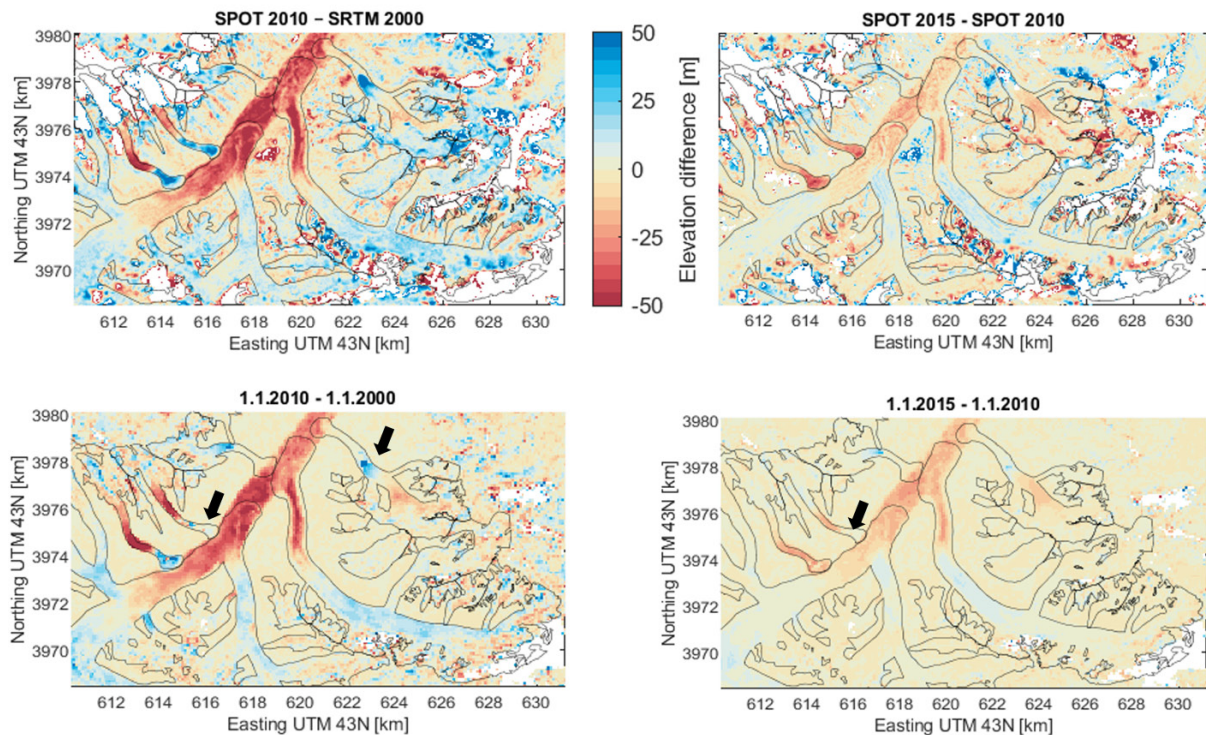 SPOT 2010 – SRTM 2000
SPOT 2015 - SPOT 2010
3980
3978
3976
3974
3972
3970
Northing UTM 43N [km]
612 614 616 618 620 622 624 626 628 630
Easting UTM 43N [km]
50
25
0
-25
-50
Elevation difference [m]
612 614 616 618 620 622 624 626 628 630
Easting UTM 43N [km]
1.1.2010 - 1.1.2000
1.1.2015 - 1.1.2010
3980
3978
3976
3974
3972
3970
Northing UTM 43N [km]
612 614 616 618 620 622 624 626 628 630
Easting UTM 43N [km]
3980
3978
3976
3974
3972
3970
Northing UTM 43N [km]
612 614 616 618 620 622 624 626 628 630
Easting UTM 43N [km]